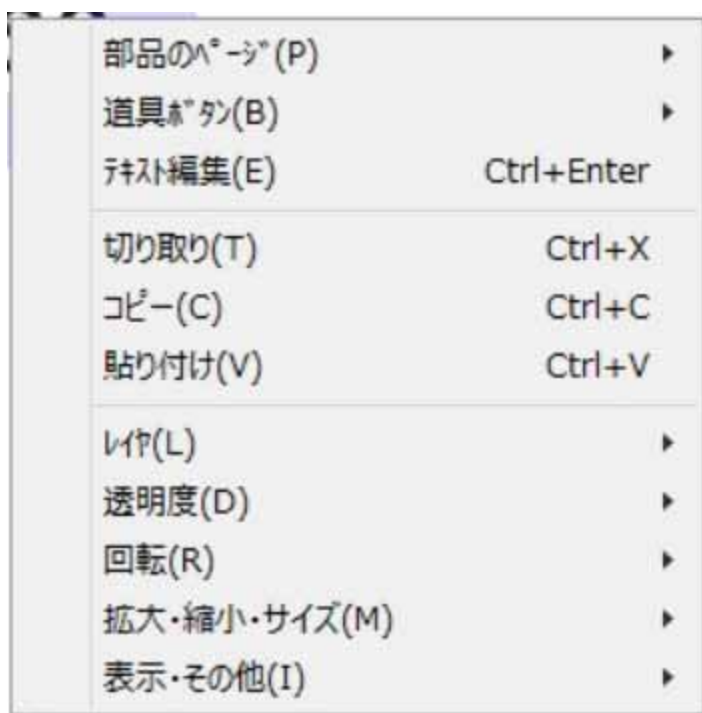 部品のﾍﾟｰｼﾞ(P)
道具ﾎﾞﾀﾝ(B)
ﾃｷｽﾄ編集(E) Ctrl+Enter
切り取り(T) Ctrl+X
コピー(C) Ctrl+C
貼り付け(V) Ctrl+V
ﾚｲﾔ(L)
透明度(D)
回転(R)
拡大・縮小・サイズ(M)
表示・その他(I)